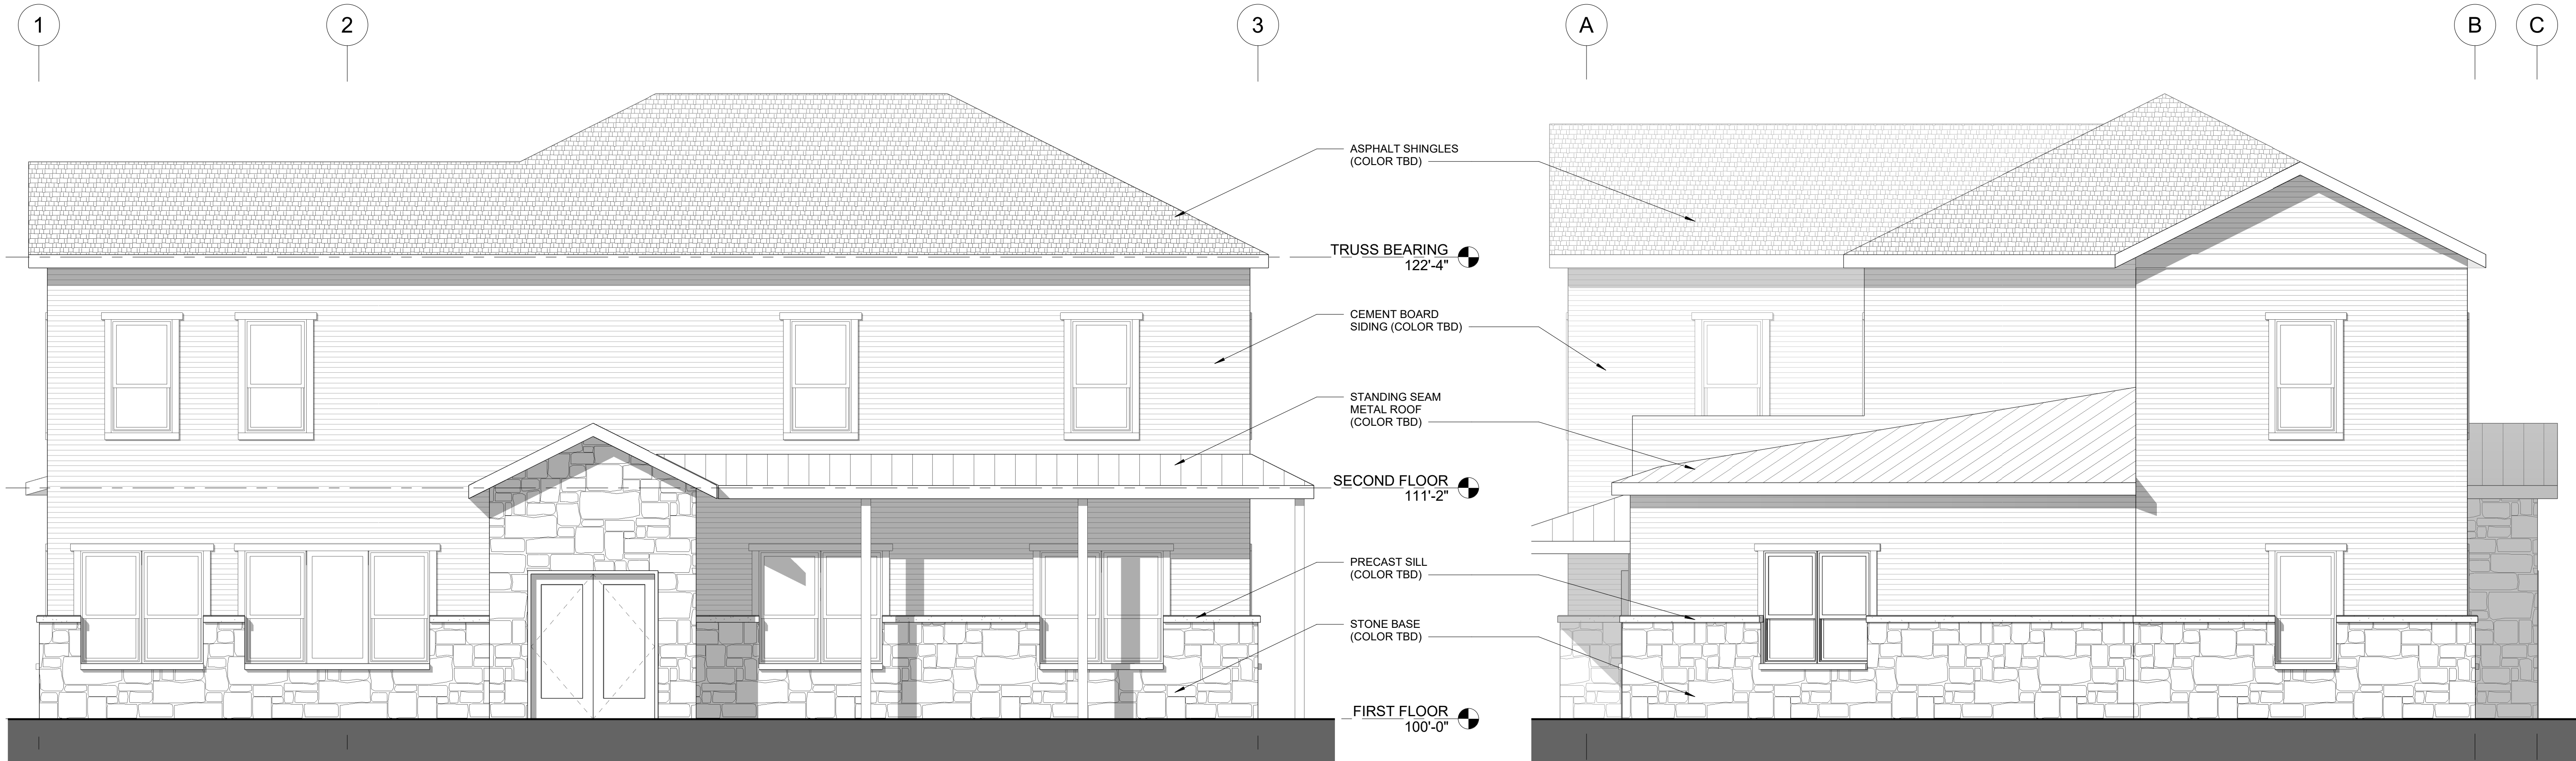 1
2
3
A
B
C
ASPHALT SHINGLES
(COLOR TBD)
TRUSS BEARING
122'-4"
CEMENT BOARD
SIDING (COLOR TBD)
STANDING SEAM
METAL ROOF
(COLOR TBD)
SECOND FLOOR
111'-2"
PRECAST SILL
(COLOR TBD)
STONE BASE
(COLOR TBD)
FIRST FLOOR
100'-0"